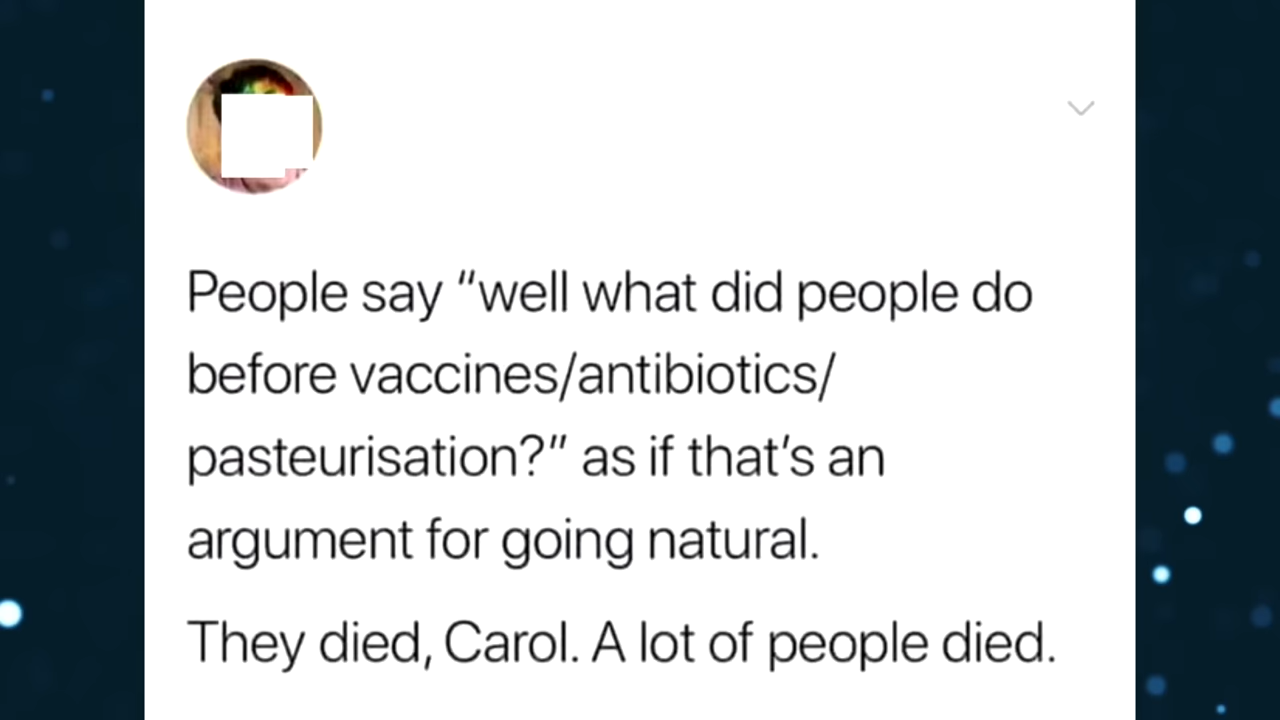 People say “well what did people do
before vaccines/antibiotics/
pasteurisation?” as if that’s an
argument for going natural.
They died, Carol. A lot of people died.